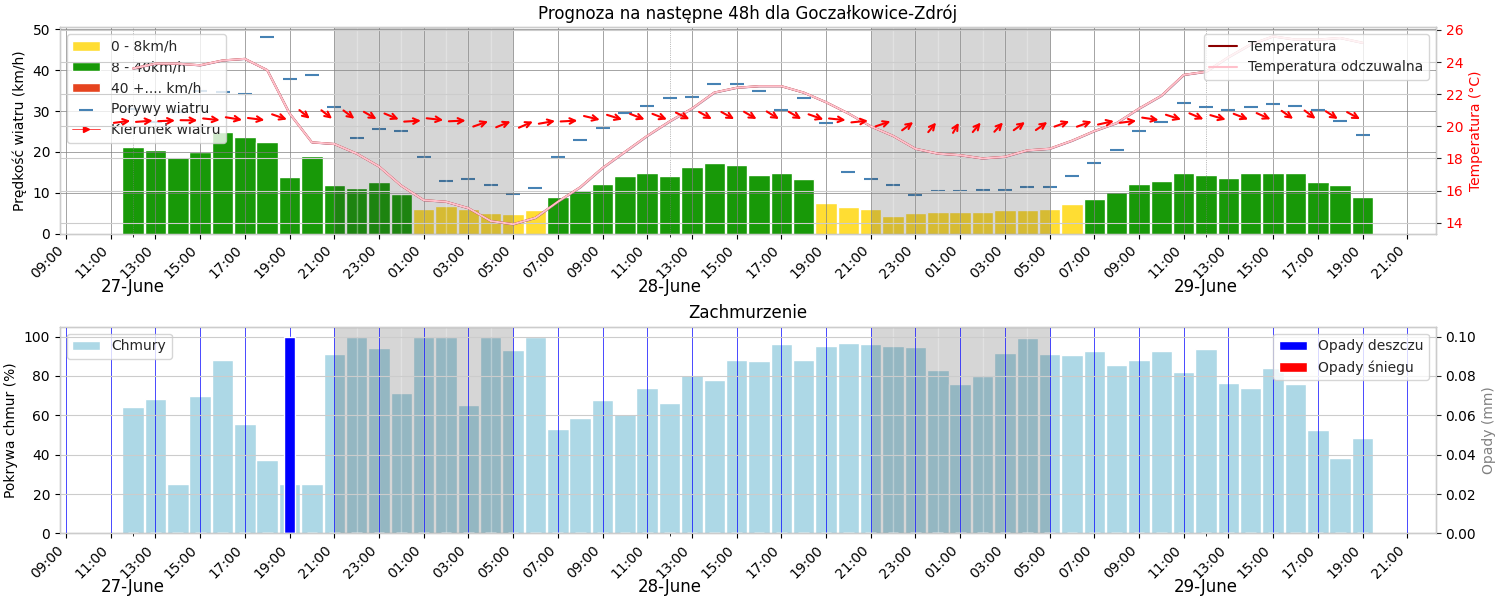 Prognoza na następne 48h dla Goczałkowice-Zdrój
Prędkość wiatru (km/h)
50
40
30
20
10
0
0 - 8km/h
8 - 40km/h
40 +.... km/h
Porywy wiatru
Kierunek wiatru
Temperatura
Temperatura odczuwalna
26
24
22
20
18
16
14
Temperatura (°C)
09:00 11:00 13:00 15:00 17:00 19:00 21:00 23:00 01:00 03:00 05:00 07:00 09:00 11:00 13:00 15:00 17:00 19:00 21:00 23:00 01:00 03:00 05:00 07:00 09:00 11:00 13:00 15:00 17:00 19:00 21:00
27-June 28-June 29-June
Zachmurzenie
Pokrywa chmur (%)
100
80
60
40
20
0
Chmury
Opady deszczu
Opady śniegu
0.10
0.08
0.06
0.04
0.02
0.00
Opady (mm)
09:00 11:00 13:00 15:00 17:00 19:00 21:00 23:00 01:00 03:00 05:00 07:00 09:00 11:00 13:00 15:00 17:00 19:00 21:00 23:00 01:00 03:00 05:00 07:00 09:00 11:00 13:00 15:00 17:00 19:00 21:00
27-June 28-June 29-June